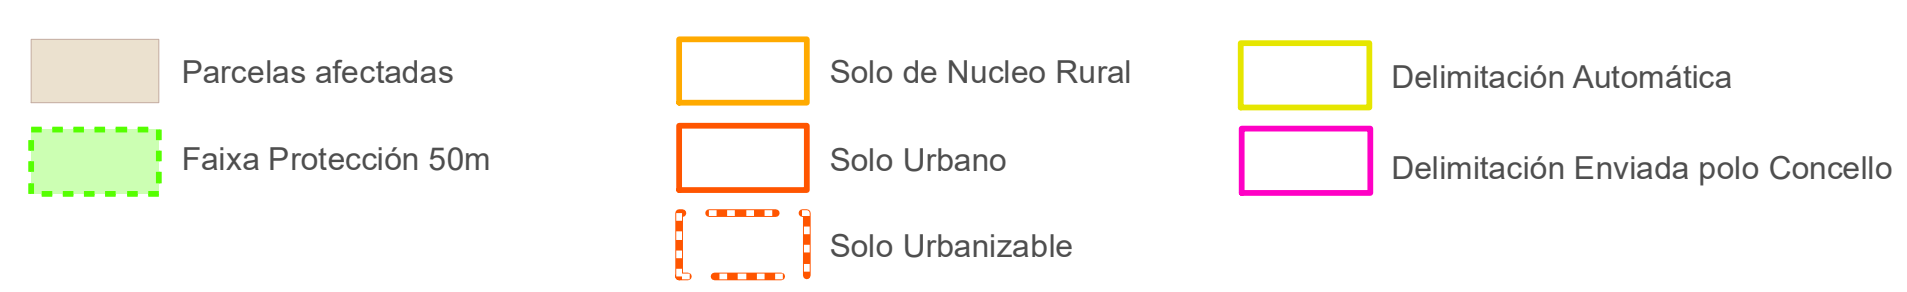 Parcelas afectadas
Faixa Protección 50m
Solo de Nucleo Rural
Solo Urbano
Solo Urbanizable
Delimitación Automática
Delimitación Enviada polo Concello